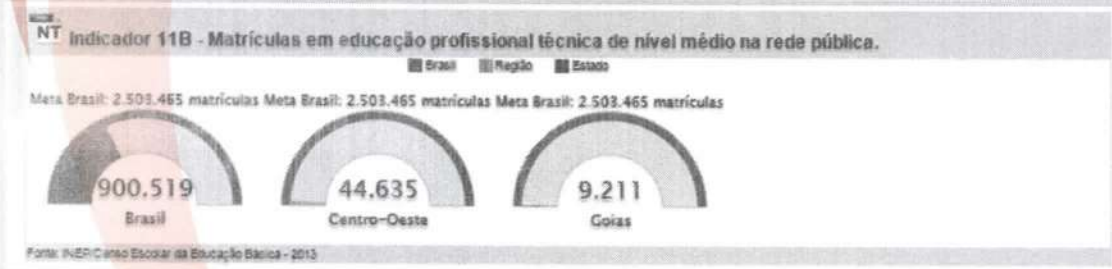 NT Indicador 11B - Matrículas em educação profissional técnica de nível médio na rede pública.
Brasil Região Estado
Meta Brasil: 2.503.465 matrículas Meta Brasil: 2.503.465 matrículas Meta Brasil: 2.503.465 matrículas
900.519 44.635 9.211
Brasil Centro-Oeste Goias
Fonte: INEP/Censo Escolar da Educação Básica - 2013